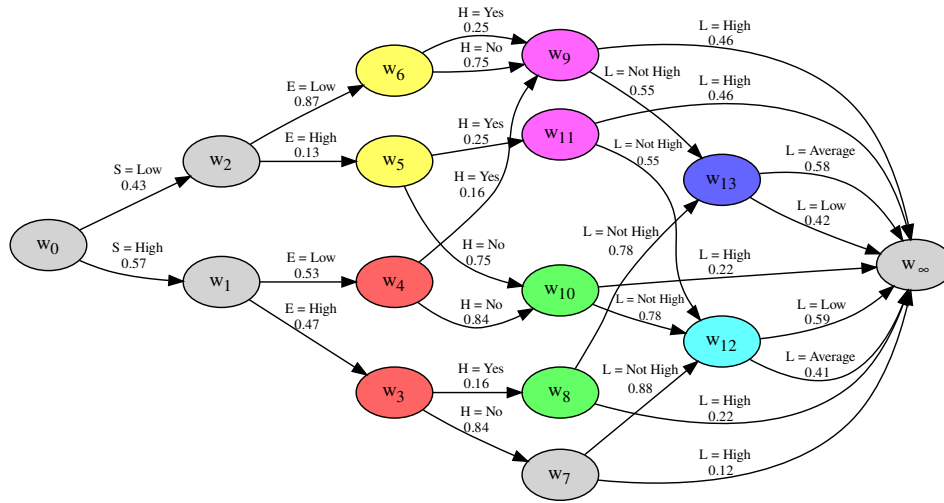 w0
S = Low
0.43
S = High
0.57
w2
w1
E = Low
0.87
E = High
0.13
E = Low
0.53
E = High
0.47
w6
w5
w4
w3
H = Yes
0.25
H = No
0.75
H = Yes
0.25
H = Yes
0.16
H = No
0.75
H = No
0.84
H = Yes
0.16
H = No
0.84
w9
w11
w10
w8
w7
L = High
0.46
L = Not High
0.55
L = High
0.46
L = Not High
0.55
L = Not High
0.78
L = High
0.22
L = Not High
0.78
L = Not High
0.88
L = High
0.22
L = High
0.12
w13
w12
L = Average
0.58
L = Low
0.42
L = Low
0.59
L = Average
0.41
w∞